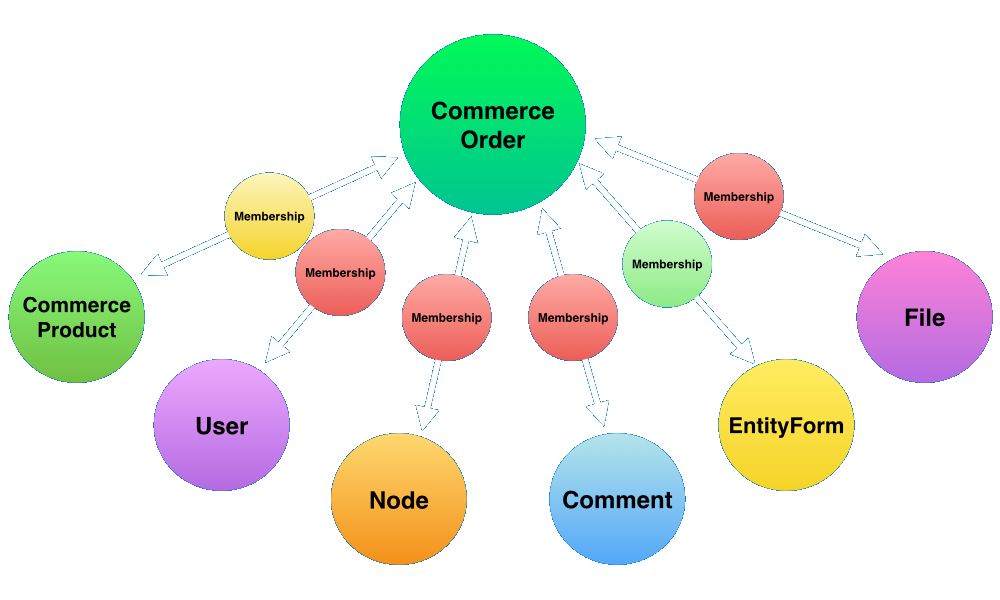 Commerce
Order
Membership
Membership
Membership
Membership
Membership
Membership
Commerce
Product
User
Node
Comment
EntityForm
File